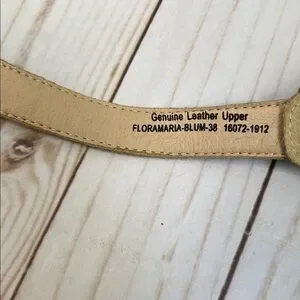 Genuine Leather Upper
FLORAMARIA-BLUM-38 16072-1912